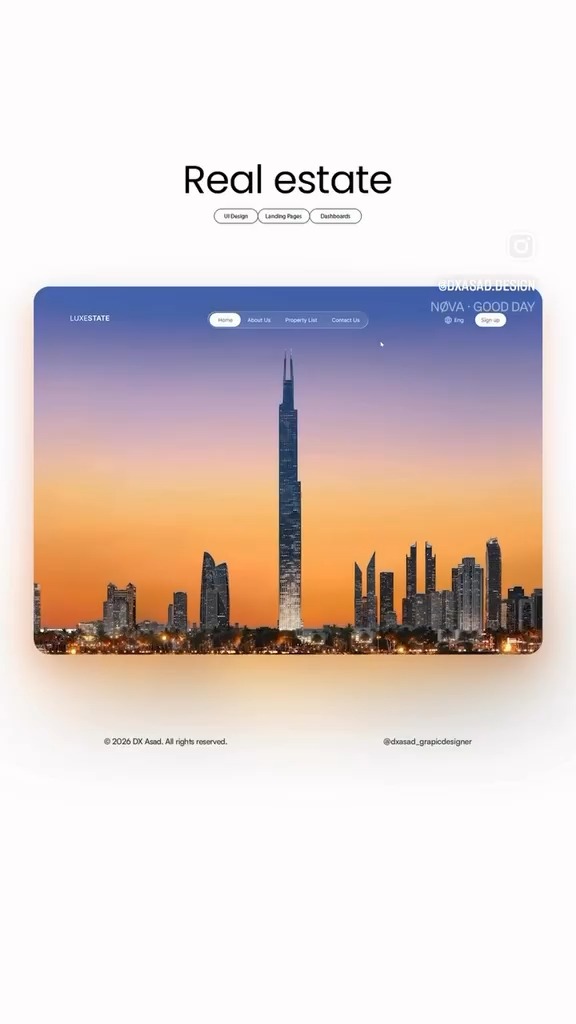 Real estate
UI Design
Landing Pages
Dashboards
@DXASAD.DESIGN
NØVA · GOOD DAY
LUXESTATE
Home
About Us
Property List
Contact Us
Eng
Sign up
© 2026 DX Asad. All rights reserved.
@dxasad_grapicdesigner